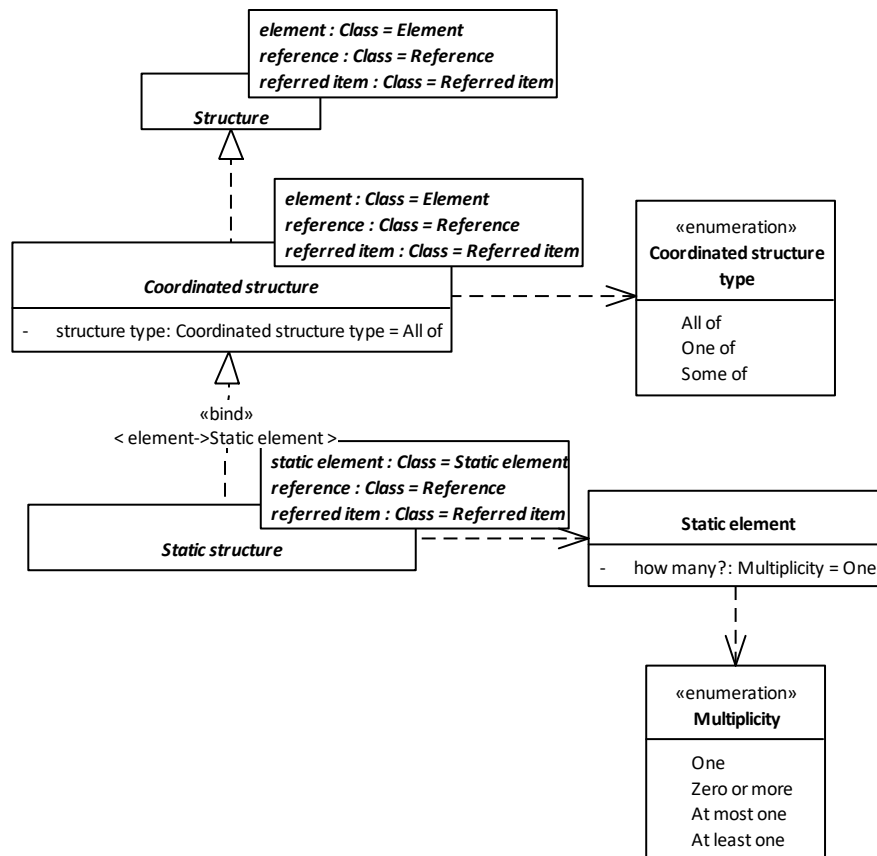 element : Class = Element
reference : Class = Reference
referred item : Class = Referred item
Structure
element : Class = Element
reference : Class = Reference
referred item : Class = Referred item
Coordinated structure
- structure type: Coordinated structure type = All of
«enumeration»
Coordinated structure
type
All of
One of
Some of
«bind»
< element->Static element >
static element : Class = Static element
reference : Class = Reference
referred item : Class = Referred item
Static structure
Static element
- how many?: Multiplicity = One
«enumeration»
Multiplicity
One
Zero or more
At most one
At least one